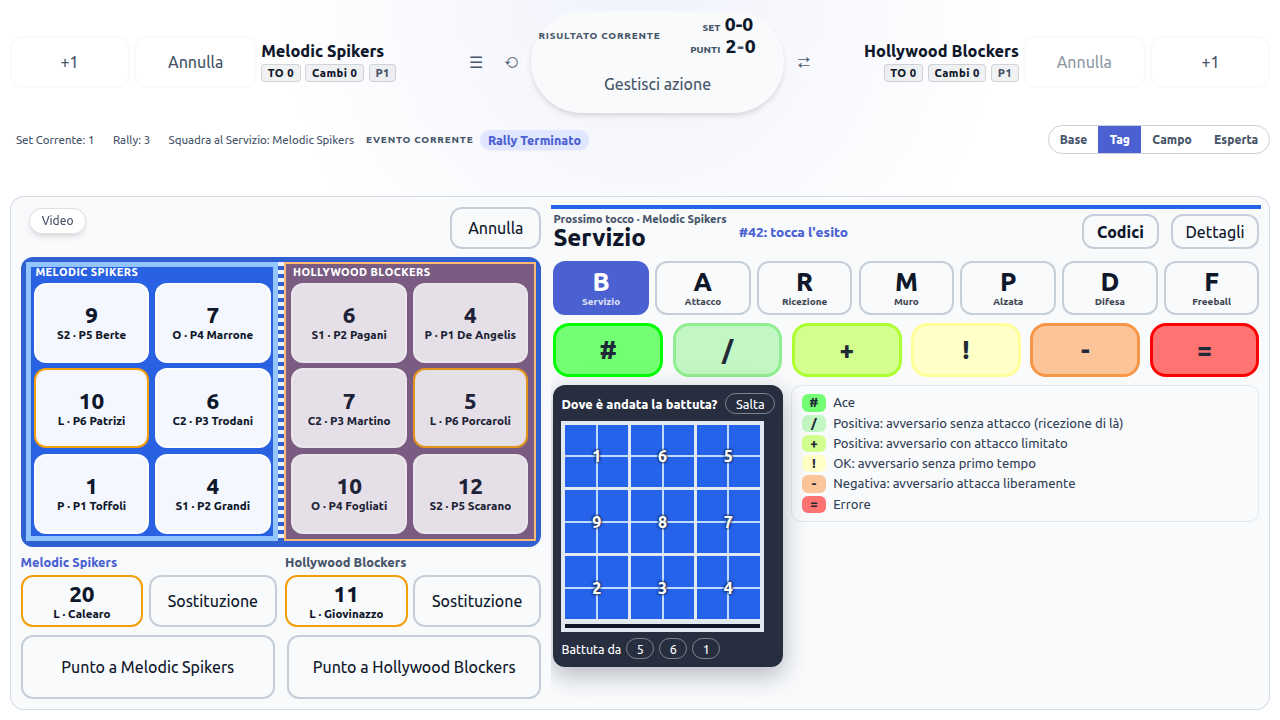 +1
Annulla
Melodic Spikers
TO 0 Cambi 0 P1
☰
RISULTATO CORRENTE
SET 0-0
PUNTI 2-0
Gestisci azione
⇄
Hollywood Blockers
TO 0 Cambi 0 P1
Annulla
+1
Set Corrente: 1 Rally: 3 Squadra al Servizio: Melodic Spikers EVENTO CORRENTE Rally Terminato
Base Tag Campo Esperta
Video
Annulla
MELODIC SPIKERS
9
S2 · P5 Berte
7
O · P4 Marrone
10
L · P6 Patrizi
6
C2 · P3 Trodani
1
P · P1 Toffoli
4
S1 · P2 Grandi
HOLLYWOOD BLOCKERS
6
S1 · P2 Pagani
4
P · P1 De Angelis
7
C2 · P3 Martino
5
L · P6 Porcaroli
10
O · P4 Fogliati
12
S2 · P5 Scarano
Melodic Spikers
20
L · Calearo
Sostituzione
Hollywood Blockers
11
L · Giovinazzo
Sostituzione
Punto a Melodic Spikers
Punto a Hollywood Blockers
Prossimo tocco · Melodic Spikers
Servizio
#42: tocca l'esito
Codici
Dettagli
B
Servizio
A
Attacco
R
Ricezione
M
Muro
P
Alzata
D
Difesa
F
Freeball
# / + ! - =
Dove è andata la battuta? Salta
1 6 5
9 8 7
2 3 4
Battuta da 5 6 1
# Ace
/ Positiva: avversario senza attacco (ricezione di là)
+ Positiva: avversario con attacco limitato
! OK: avversario senza primo tempo
- Negativa: avversario attacca liberamente
= Errore